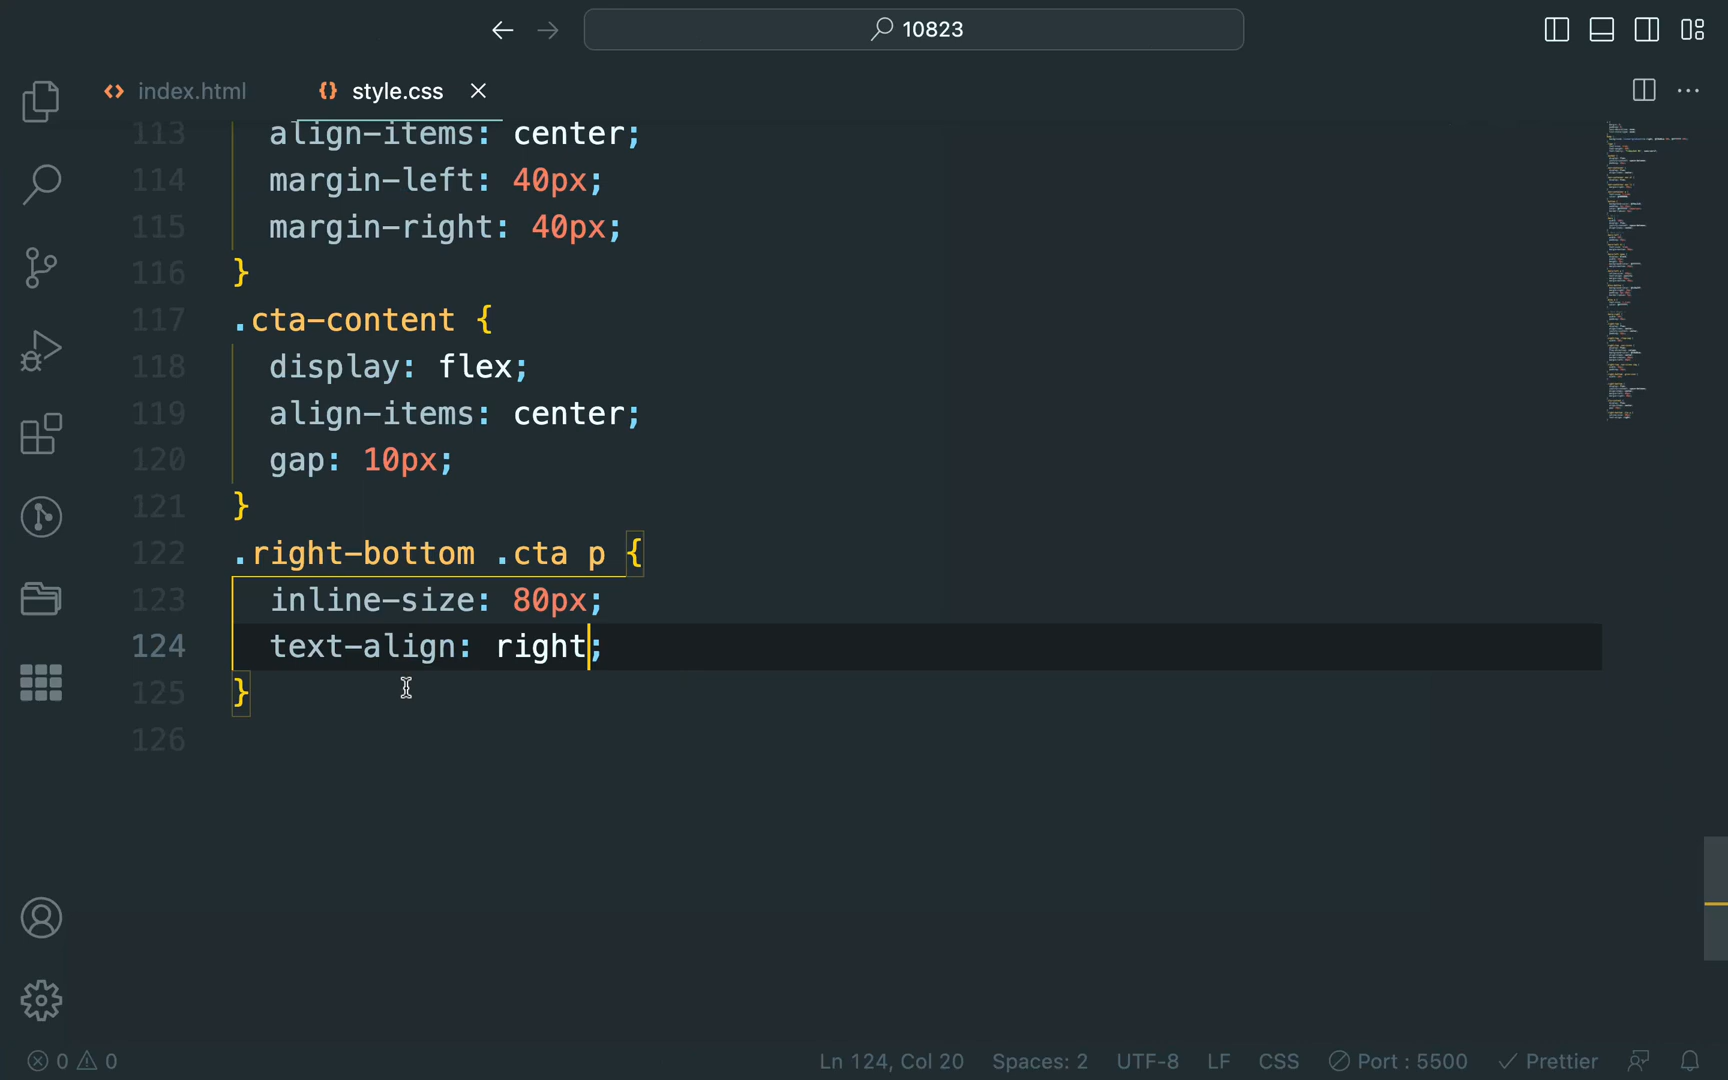 10823
index.html
style.css
113 align-items: center;
114 margin-left: 40px;
115 margin-right: 40px;
116 }
117 .cta-content {
118 display: flex;
119 align-items: center;
120 gap: 10px;
121 }
122 .right-bottom .cta p {
123 inline-size: 80px;
124 text-align: right;
125 }
126
0 0 Ln 124, Col 20 Spaces: 2 UTF-8 LF CSS Port : 5500 Prettier